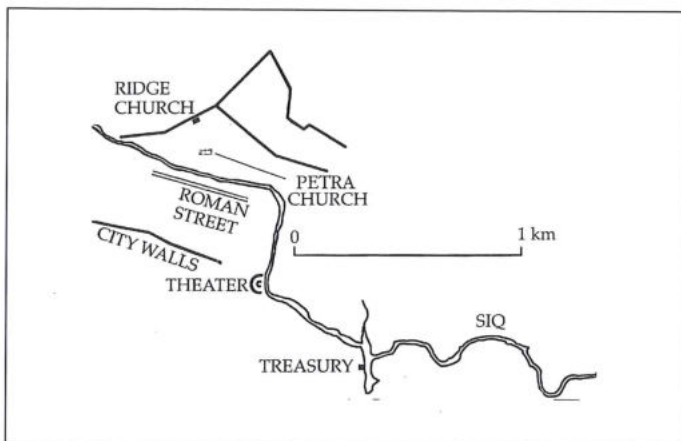 RIDGE
CHURCH
PETRA
CHURCH
ROMAN
STREET
0
1 km
CITY WALLS
THEATER
SIQ
TREASURY